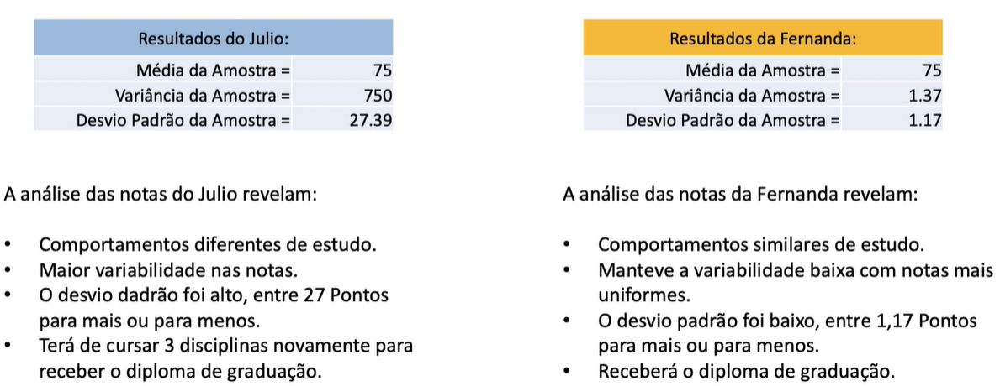 Resultados do Julio:
Média da Amostra = 75
Variância da Amostra = 750
Desvio Padrão da Amostra = 27.39
A análise das notas do Julio revelam:
• Comportamentos diferentes de estudo.
• Maior variabilidade nas notas.
• O desvio dadrão foi alto, entre 27 Pontos
para mais ou para menos.
• Terá de cursar 3 disciplinas novamente para
receber o diploma de graduação.
Resultados da Fernanda:
Média da Amostra = 75
Variância da Amostra = 1.37
Desvio Padrão da Amostra = 1.17
A análise das notas da Fernanda revelam:
• Comportamentos similares de estudo.
• Manteve a variabilidade baixa com notas mais
uniformes.
• O desvio padrão foi baixo, entre 1,17 Pontos
para mais ou para menos.
• Receberá o diploma de graduação.